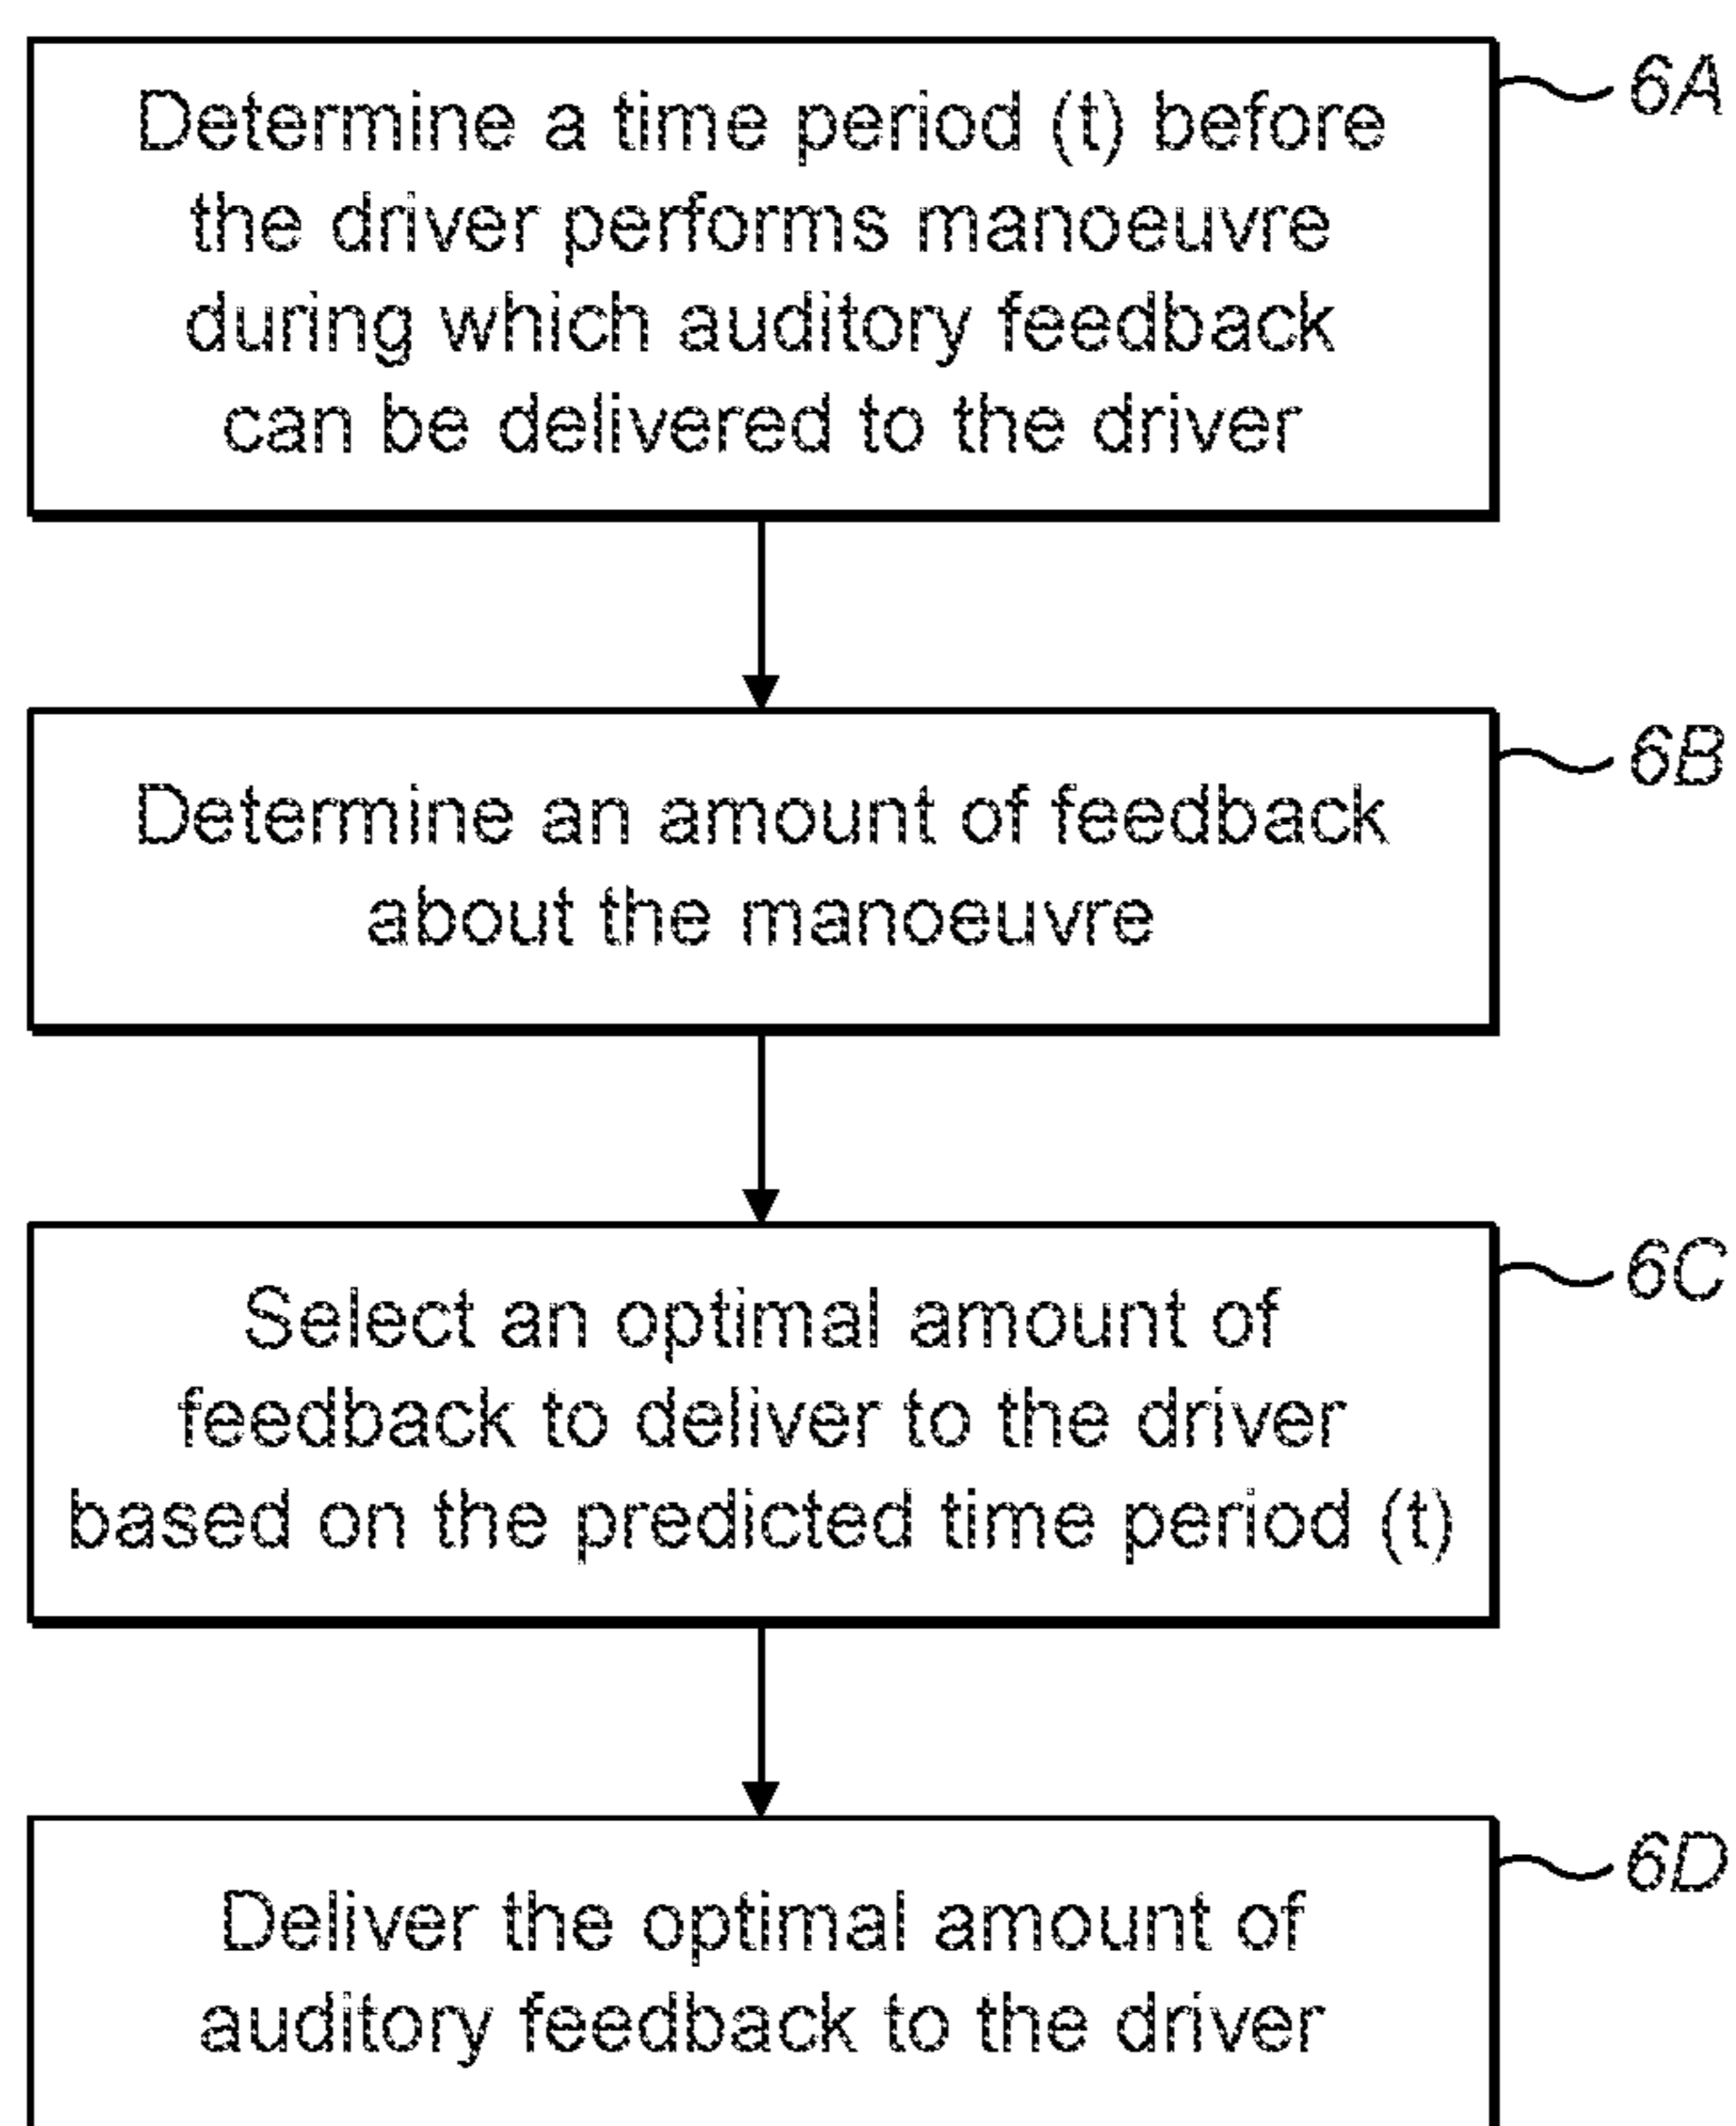 Determine a time period (t) before
the driver performs manoeuvre
during which auditory feedback
can be delivered to the driver
6A
Determine an amount of feedback
about the manoeuvre
6B
Select an optimal amount of
feedback to deliver to the driver
based on the predicted time period (t)
6C
Deliver the optimal amount of
auditory feedback to the driver
6D